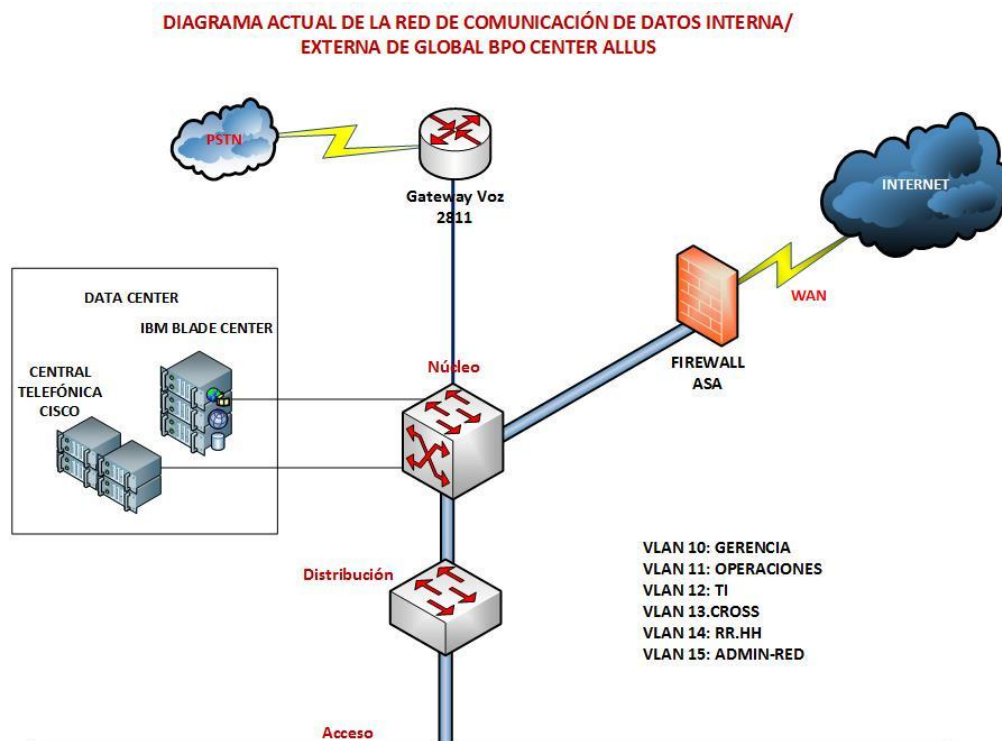 DIAGRAMA ACTUAL DE LA RED DE COMUNICACIÓN DE DATOS INTERNA/
EXTERNA DE GLOBAL BPO CENTER ALLUS
PSTN
Gateway Voz
2811
INTERNET
WAN
FIREWALL
ASA
DATA CENTER
IBM BLADE CENTER
CENTRAL
TELEFÓNICA
CISCO
Núcleo
Distribución
VLAN 10: GERENCIA
VLAN 11: OPERACIONES
VLAN 12: TI
VLAN 13.CROSS
VLAN 14: RR.HH
VLAN 15: ADMIN-RED
Acceso